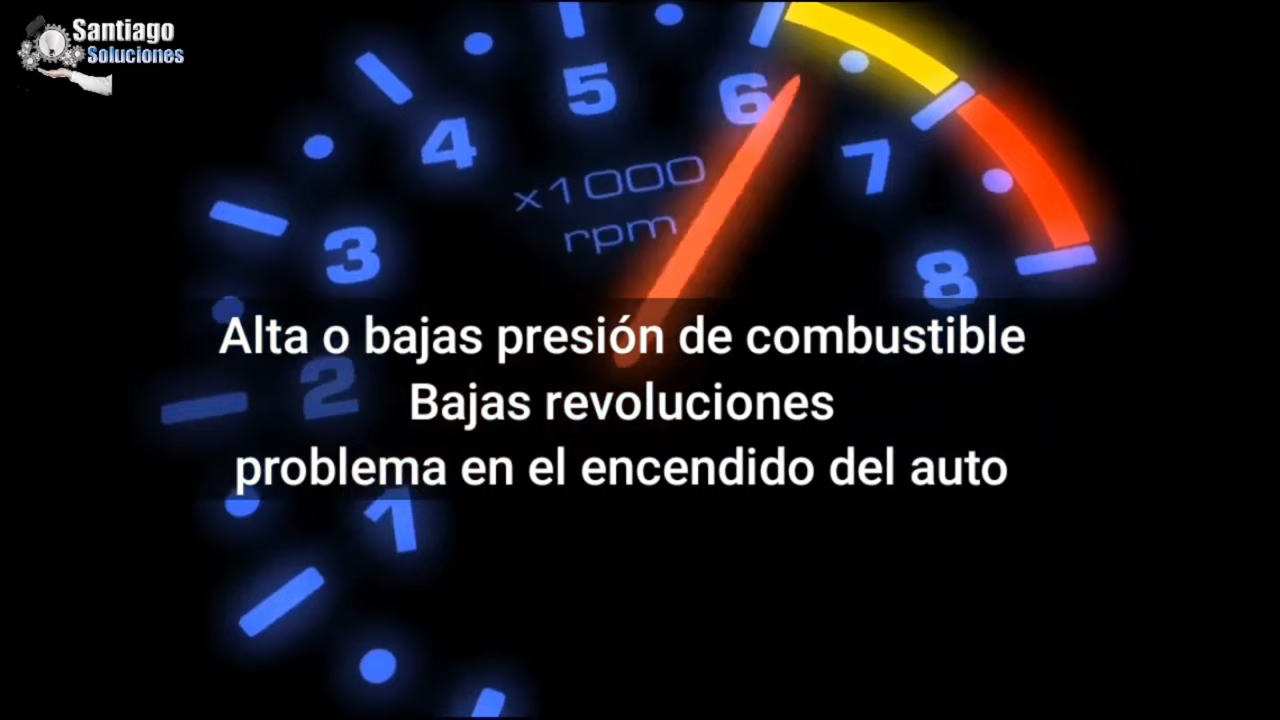 Santiago
Soluciones
5
6
4
7
x1000
rpm
3
8
Alta o bajas presión de combustible
2
Bajas revoluciones
problema en el encendido del auto
1